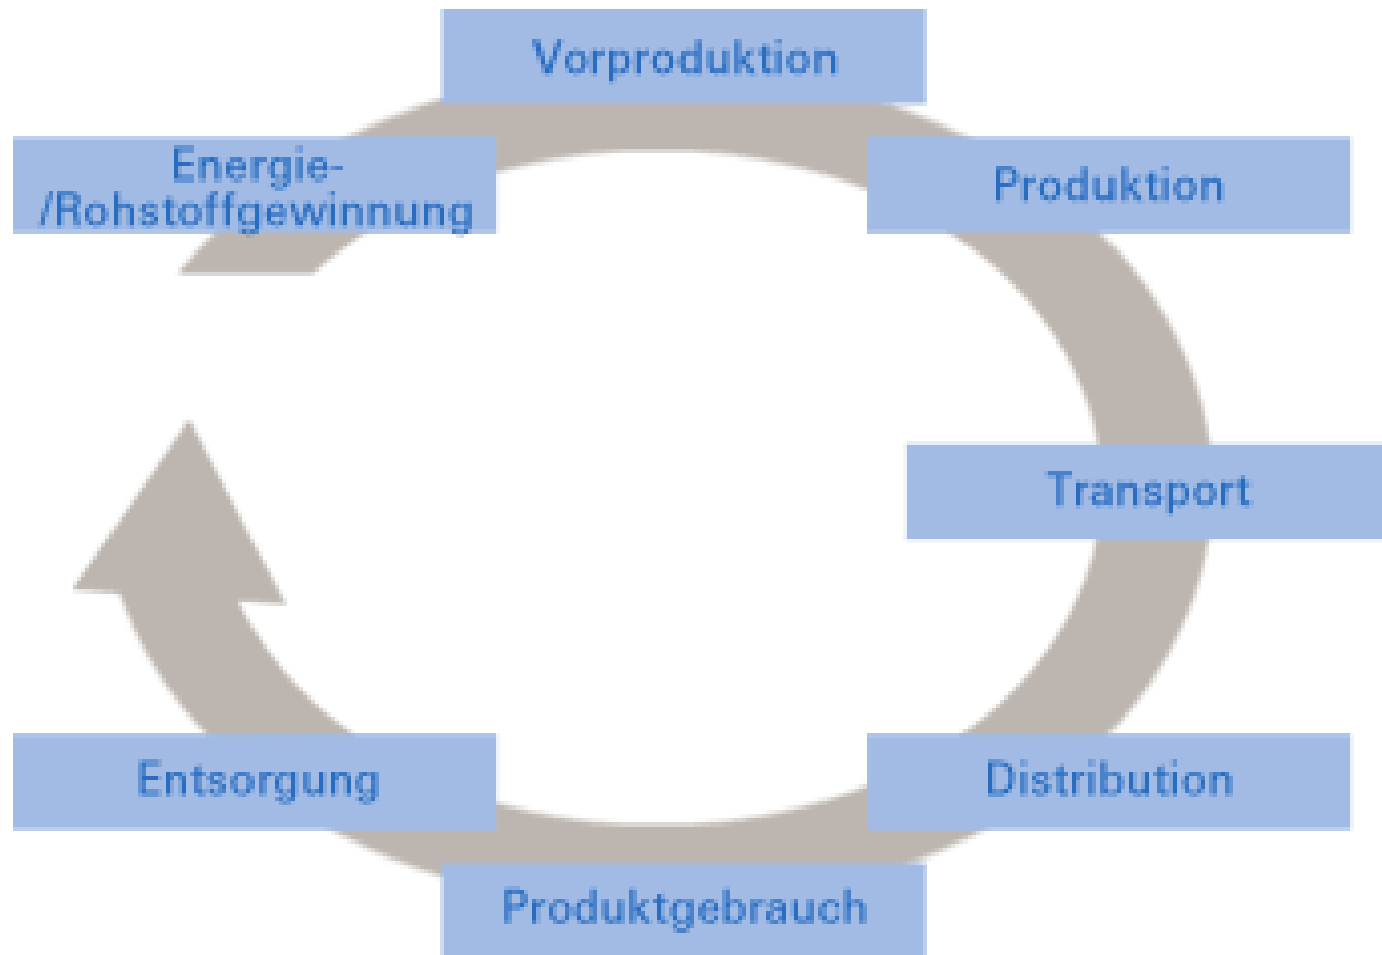 Vorproduktion
Energie-
/Rohstoffgewinnung
Produktion
Transport
Distribution
Entsorgung
Produktgebrauch